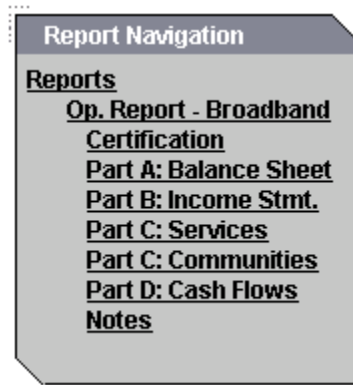 Report Navigation
Reports
Op. Report - Broadband
Certification
Part A: Balance Sheet
Part B: Income Stmt.
Part C: Services
Part C: Communities
Part D: Cash Flows
Notes